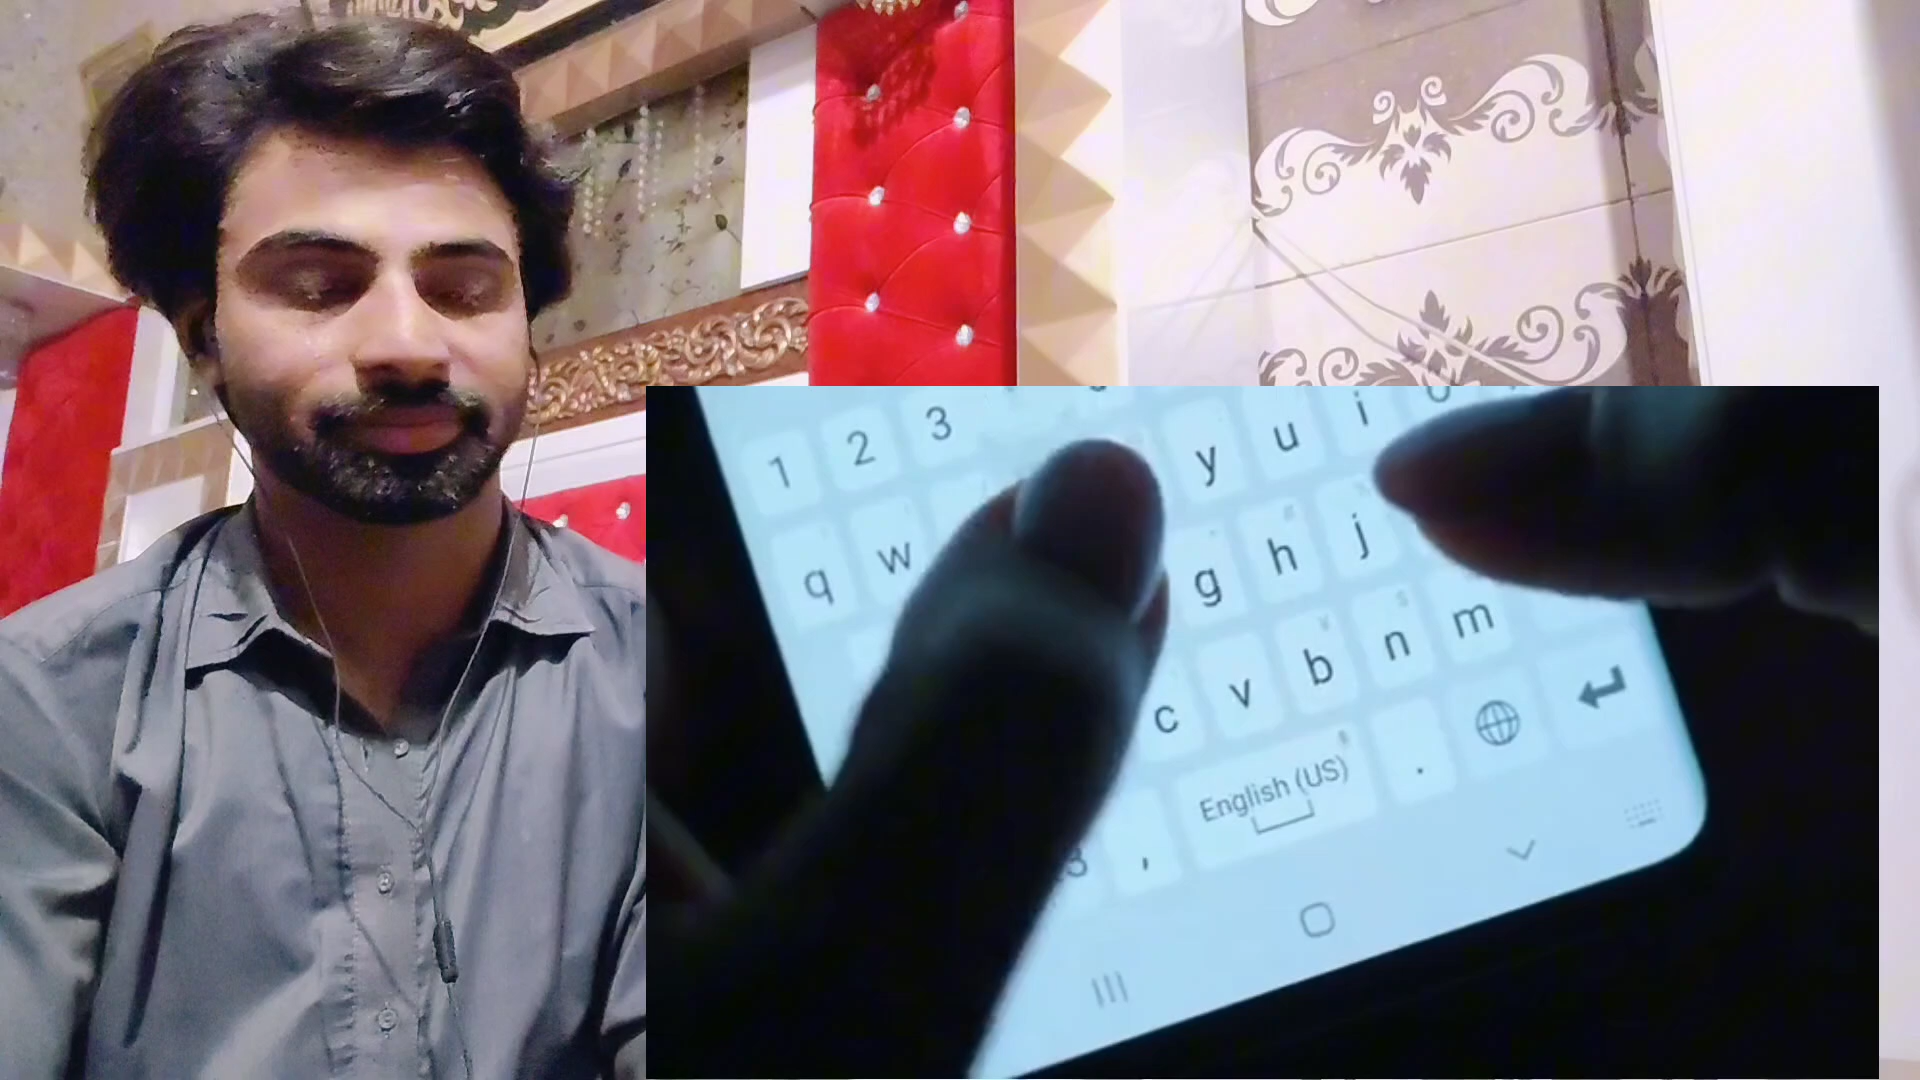 1 2 3
q w y u i
g h j
c v b n m
, English (US) .